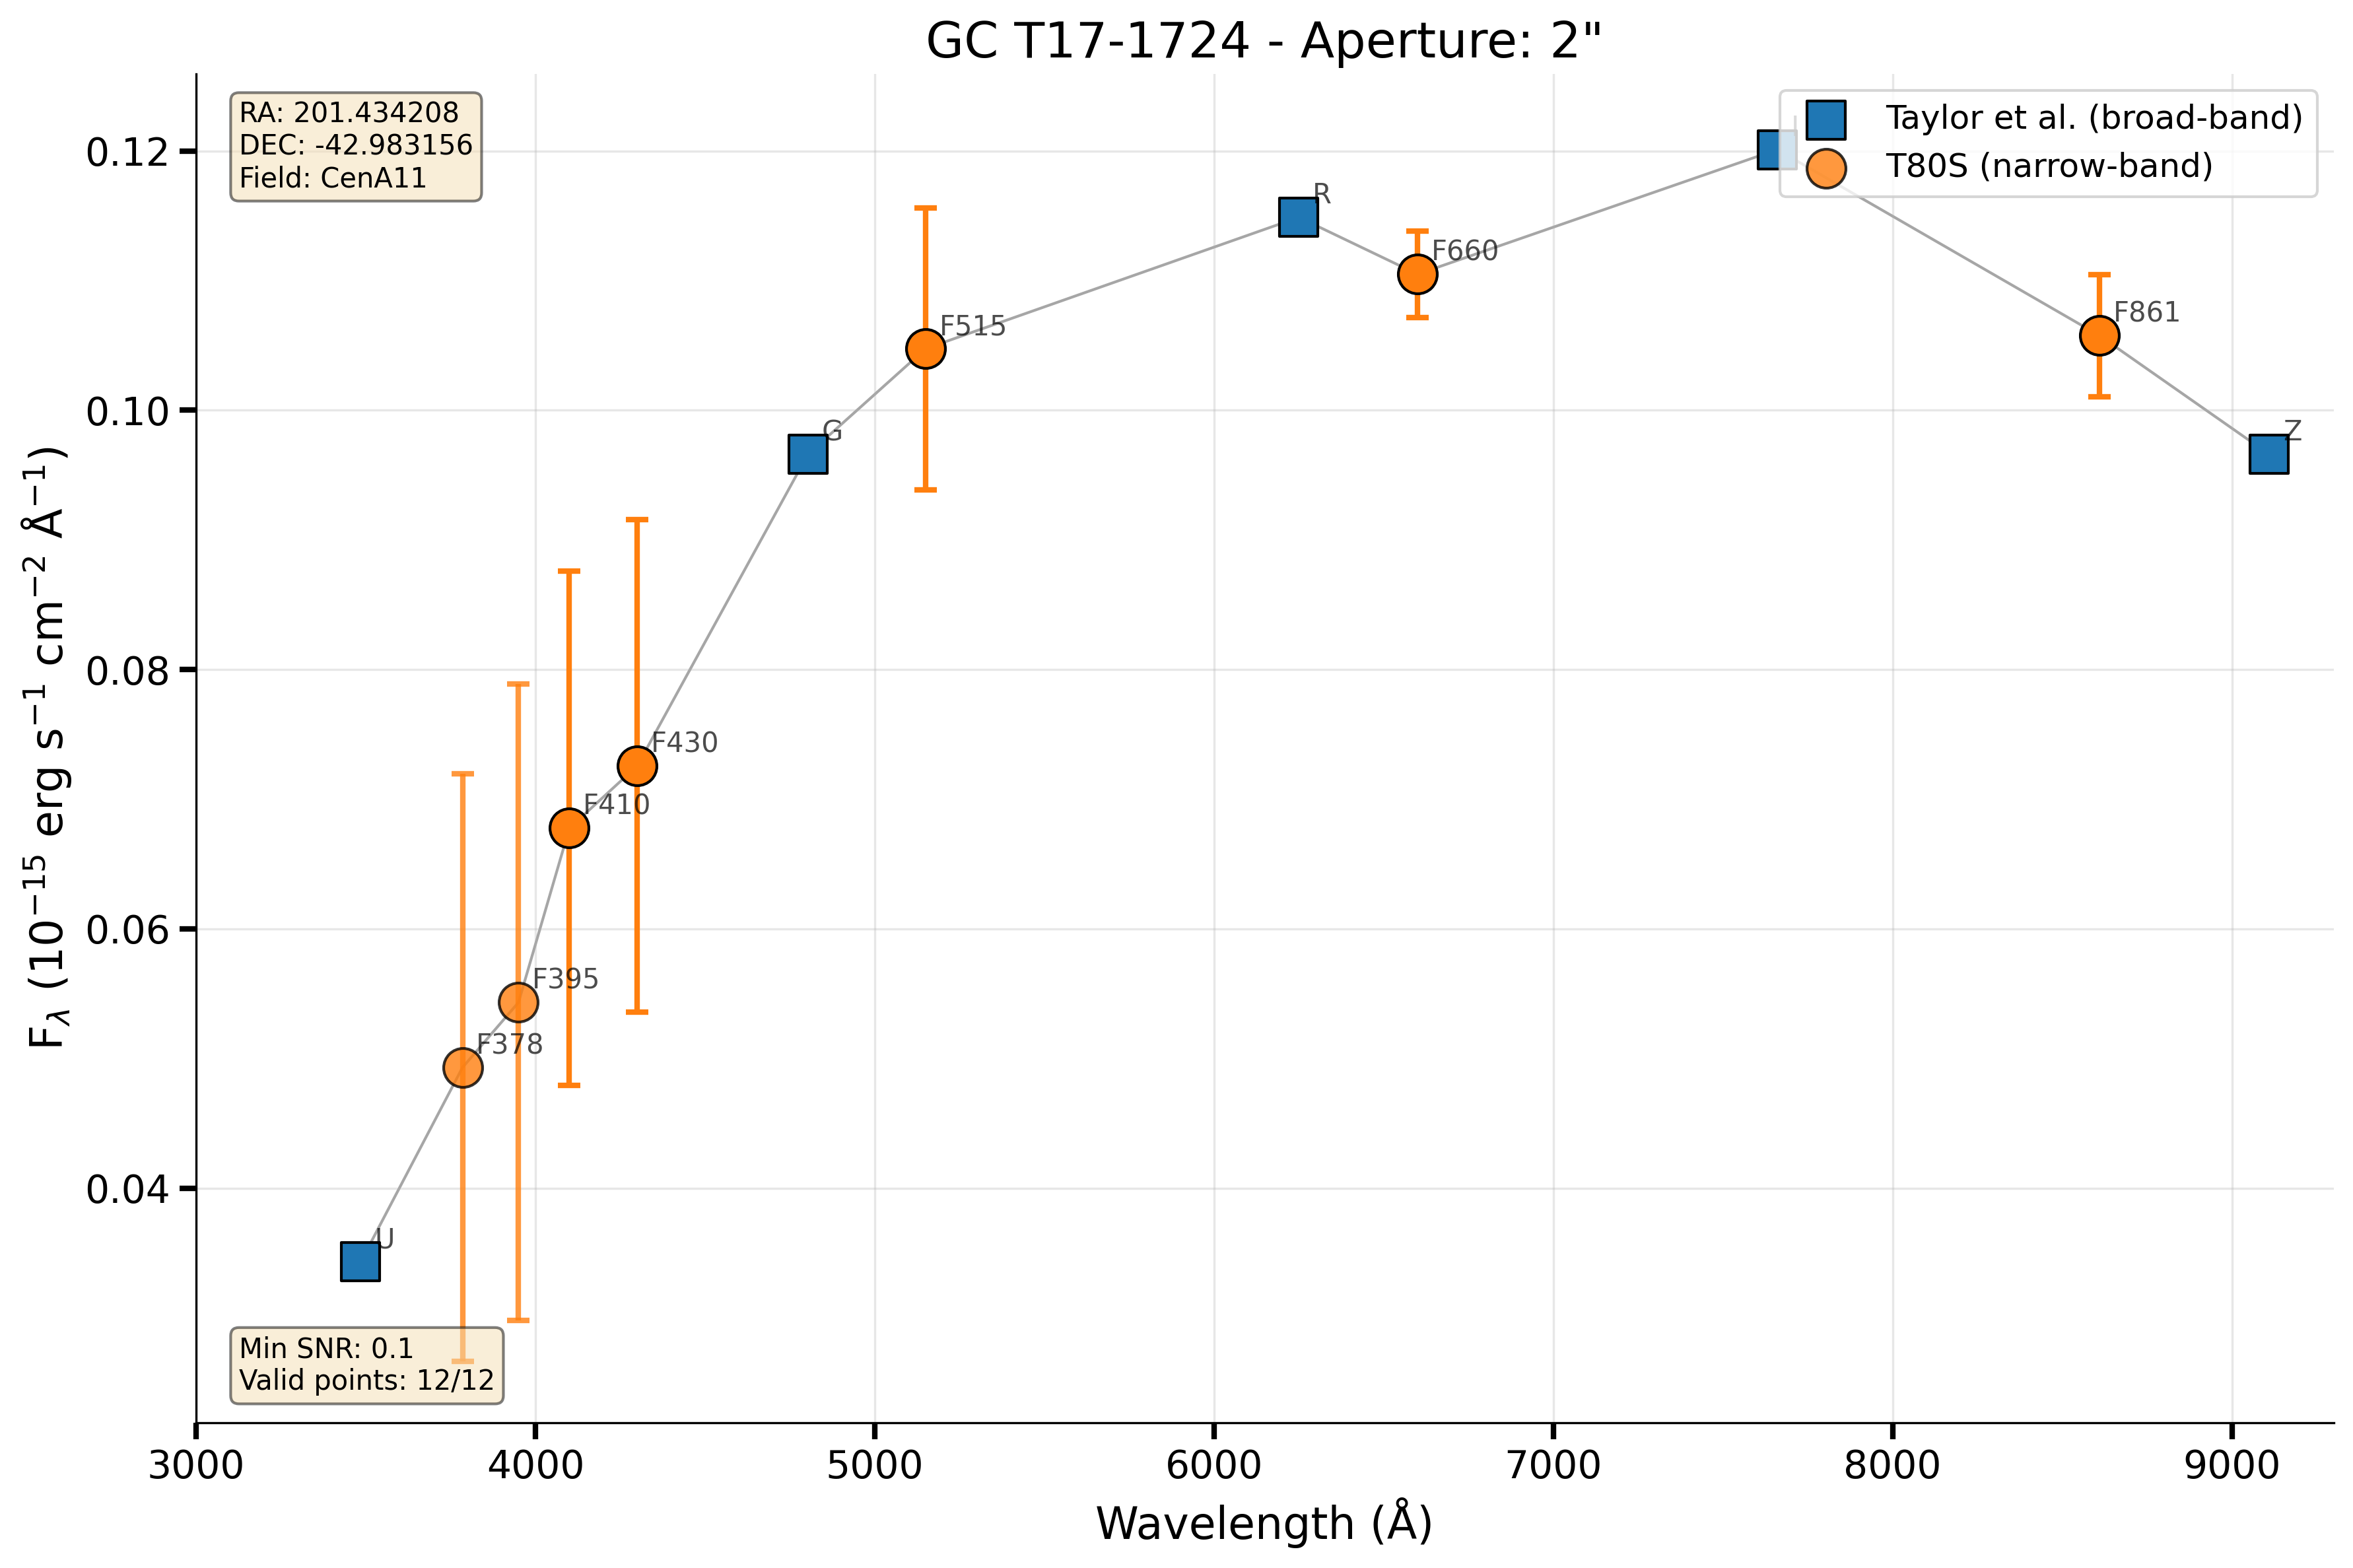 GC T17-1724 - Aperture: 2"
RA: 201.434208
DEC: -42.983156
Field: CenA11
Taylor et al. (broad-band)
T80S (narrow-band)
0.12
0.10
0.08
0.06
0.04
F_λ (10⁻¹⁵ erg s⁻¹ cm⁻² Å⁻¹)
R
F660
F515
F861
G
Z
F430
F410
F395
F378
U
Min SNR: 0.1
Valid points: 12/12
3000 4000 5000 6000 7000 8000 9000
Wavelength (Å)